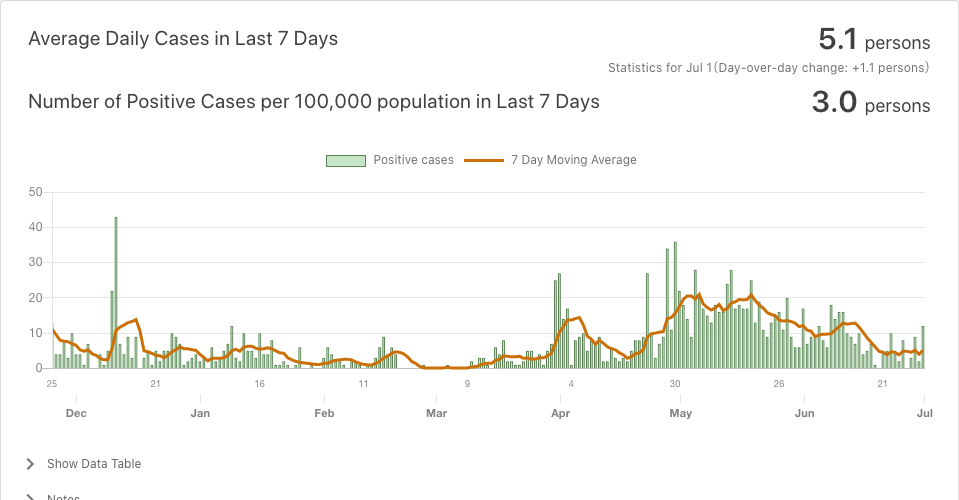 Average Daily Cases in Last 7 Days
5.1 persons
Statistics for Jul 1(Day-over-day change: +1.1 persons)
Number of Positive Cases per 100,000 population in Last 7 Days
3.0 persons
Positive cases 7 Day Moving Average
50
40
30
20
10
0
25 21 16 11 9 4 30 26 21
Dec Jan Feb Mar Apr May Jun Jul
Show Data Table
Notes